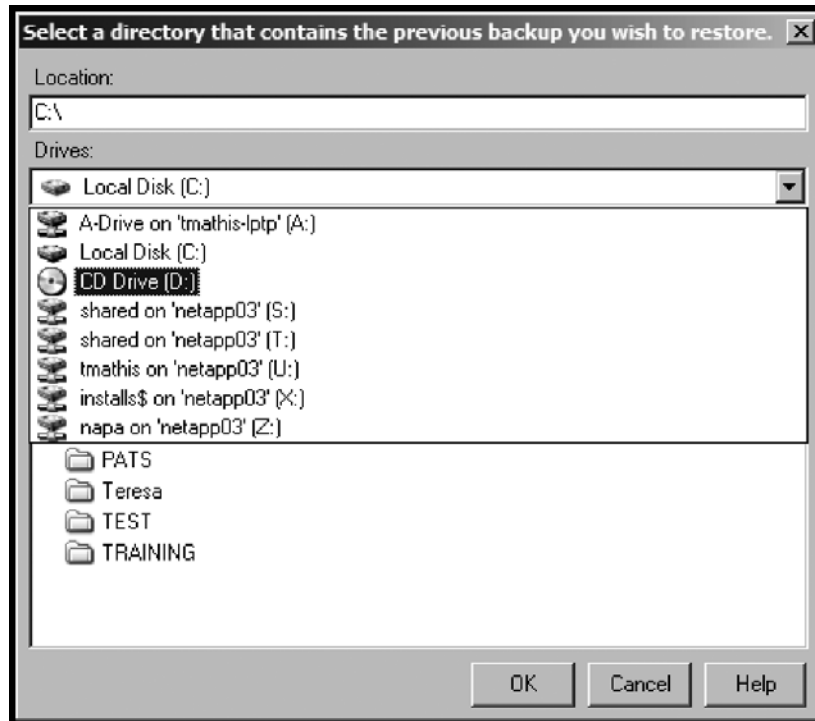 Select a directory that contains the previous backup you wish to restore.
Location:
C:\
Drives:
Local Disk (C:)
A-Drive on 'tmathis-lptp' (A:)
Local Disk (C:)
CD Drive (D:)
shared on 'netapp03' (S:)
shared on 'netapp03' (T:)
tmathis on 'netapp03' (U:)
installs$ on 'netapp03' (X:)
napa on 'netapp03' (Z:)
PATS
Teresa
TEST
TRAINING
OK Cancel Help